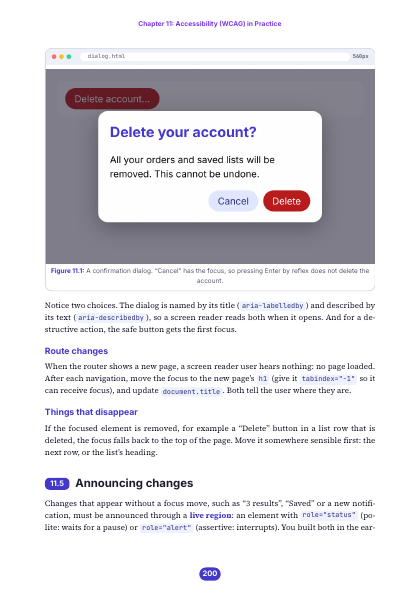 Chapter 11: Accessibility (WCAG) in Practice
dialog.html
560px
Delete account...
Delete your account?
All your orders and saved lists will be
removed. This cannot be undone.
Cancel
Delete
Figure 11.1: A confirmation dialog. “Cancel” has the focus, so pressing Enter by reflex does not delete the
account.
Notice two choices. The dialog is named by its title (aria-labelledby) and described by
its text (aria-describedby), so a screen reader reads both when it opens. And for a de-
structive action, the safe button gets the first focus.
Route changes
When the router shows a new page, a screen reader user hears nothing: no page loaded.
After each navigation, move the focus to the new page’s h1 (give it tabindex="-1" so it
can receive focus), and update document.title. Both tell the user where they are.
Things that disappear
If the focused element is removed, for example a “Delete” button in a list row that is
deleted, the focus falls back to the top of the page. Move it somewhere sensible first: the
next row, or the list’s heading.
11.5 Announcing changes
Changes that appear without a focus move, such as “3 results”, “Saved” or a new notifi-
cation, must be announced through a live region: an element with role="status" (po-
lite: waits for a pause) or role="alert" (assertive: interrupts). You built both in the ear-
200